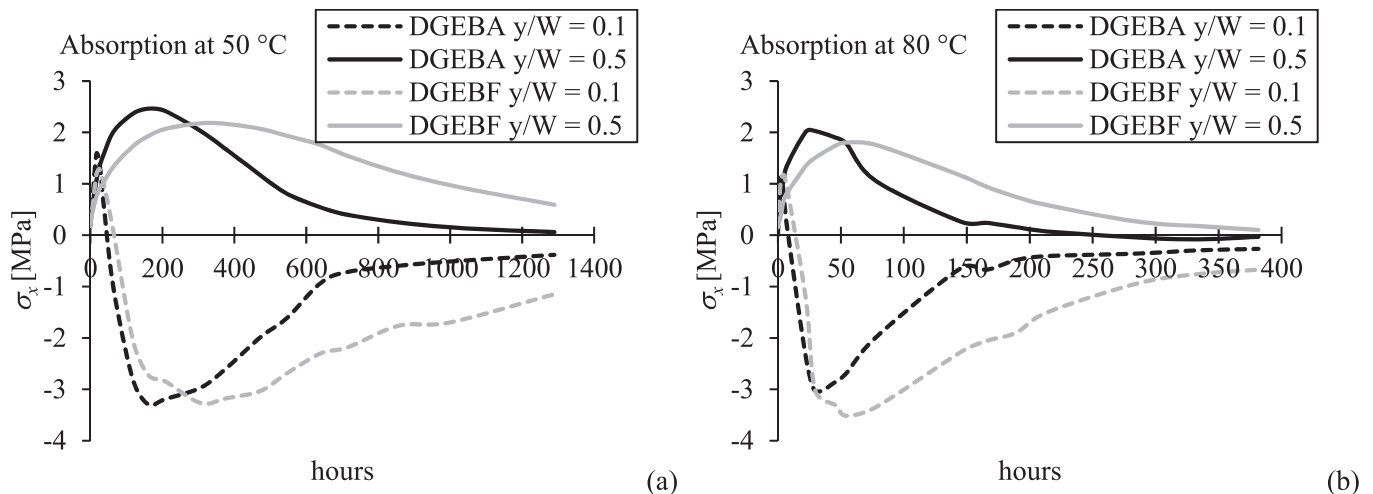 Absorption at 50 °C
DGEBA y/W = 0.1
DGEBA y/W = 0.5
DGEBF y/W = 0.1
DGEBF y/W = 0.5
3
2
1
0
-1
-2
-3
-4
σx [MPa]
0 200 400 600 800 1000 1200 1400
hours
(a)
Absorption at 80 °C
DGEBA y/W = 0.1
DGEBA y/W = 0.5
DGEBF y/W = 0.1
DGEBF y/W = 0.5
3
2
1
0
-1
-2
-3
-4
σx [MPa]
0 50 100 150 200 250 300 350 400
hours
(b)